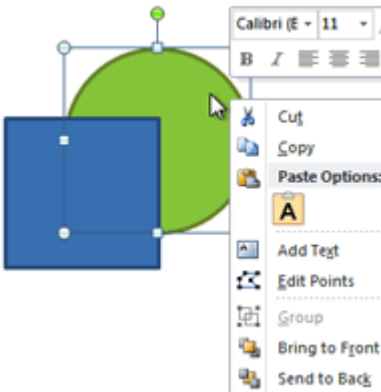 Calibri (E 11
B I
Cut
Copy
Paste Options:
A
Add Text
Edit Points
Group
Bring to Front
Send to Back